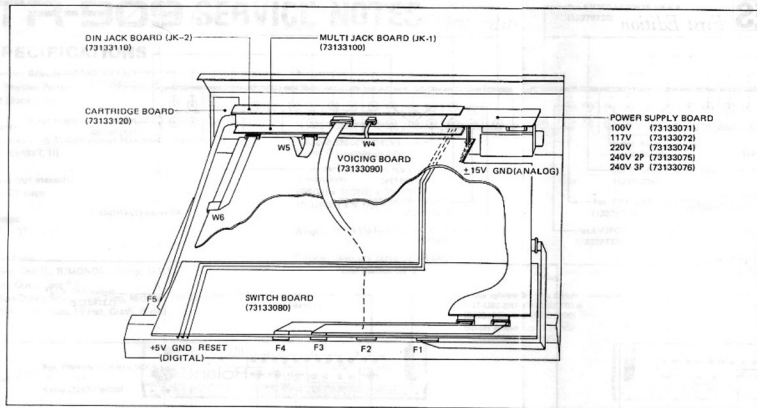 DIN JACK BOARD (JK-2)
(73133110)
MULTI JACK BOARD (JK-1)
(73133100)
CARTRIDGE BOARD
(73133120)
POWER SUPPLY BOARD
100V (73133071)
117V (73133072)
220V (73133074)
240V 2P (73133075)
240V 3P (73133076)
W5
W4
VOICING BOARD
(73133090)
±15V GND(ANALOG)
W6
F5
SWITCH BOARD
(73133080)
+5V GND RESET
(DIGITAL)
F4 F3 F2 F1
First Edition
SERVICE NOTES